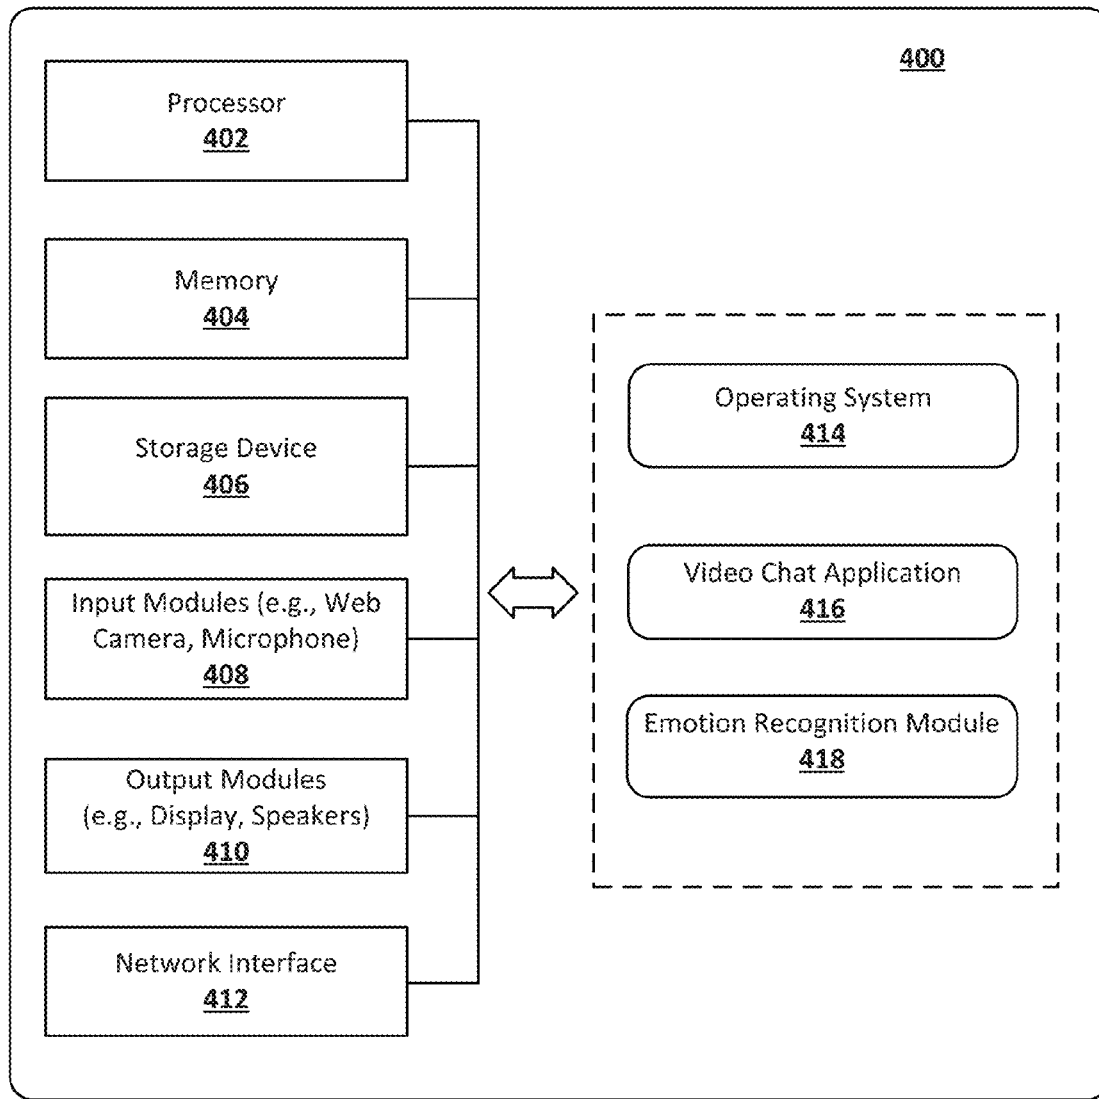 400
Processor
402
Memory
404
Storage Device
406
Input Modules (e.g., Web
Camera, Microphone)
408
Output Modules
(e.g., Display, Speakers)
410
Network Interface
412
Operating System
414
Video Chat Application
416
Emotion Recognition Module
418